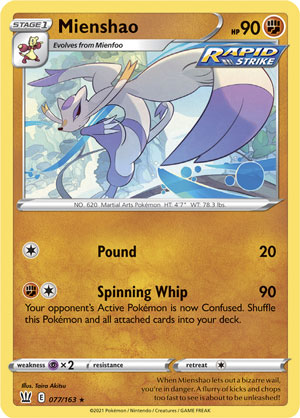 STAGE 1 Mienshao HP 90
Evolves from Mienfoo
RAPID
STRIKE
NO. 620 Martial Arts Pokémon. HT. 4'7" WT. 78.3 lbs.
Pound 20
Spinning Whip 90
Your opponent's Active Pokémon is now Confused. Shuffle
this Pokémon and all attached cards into your deck.
weakness ×2 resistance retreat
Illus. Taira Akitsu
When Mienshao lets out a bizarre wail,
you're in danger. A flurry of kicks and chops
too fast to see is about to be unleashed.
E 077/163 ★
©2021 Pokémon / Nintendo / Creatures / GAME FREAK